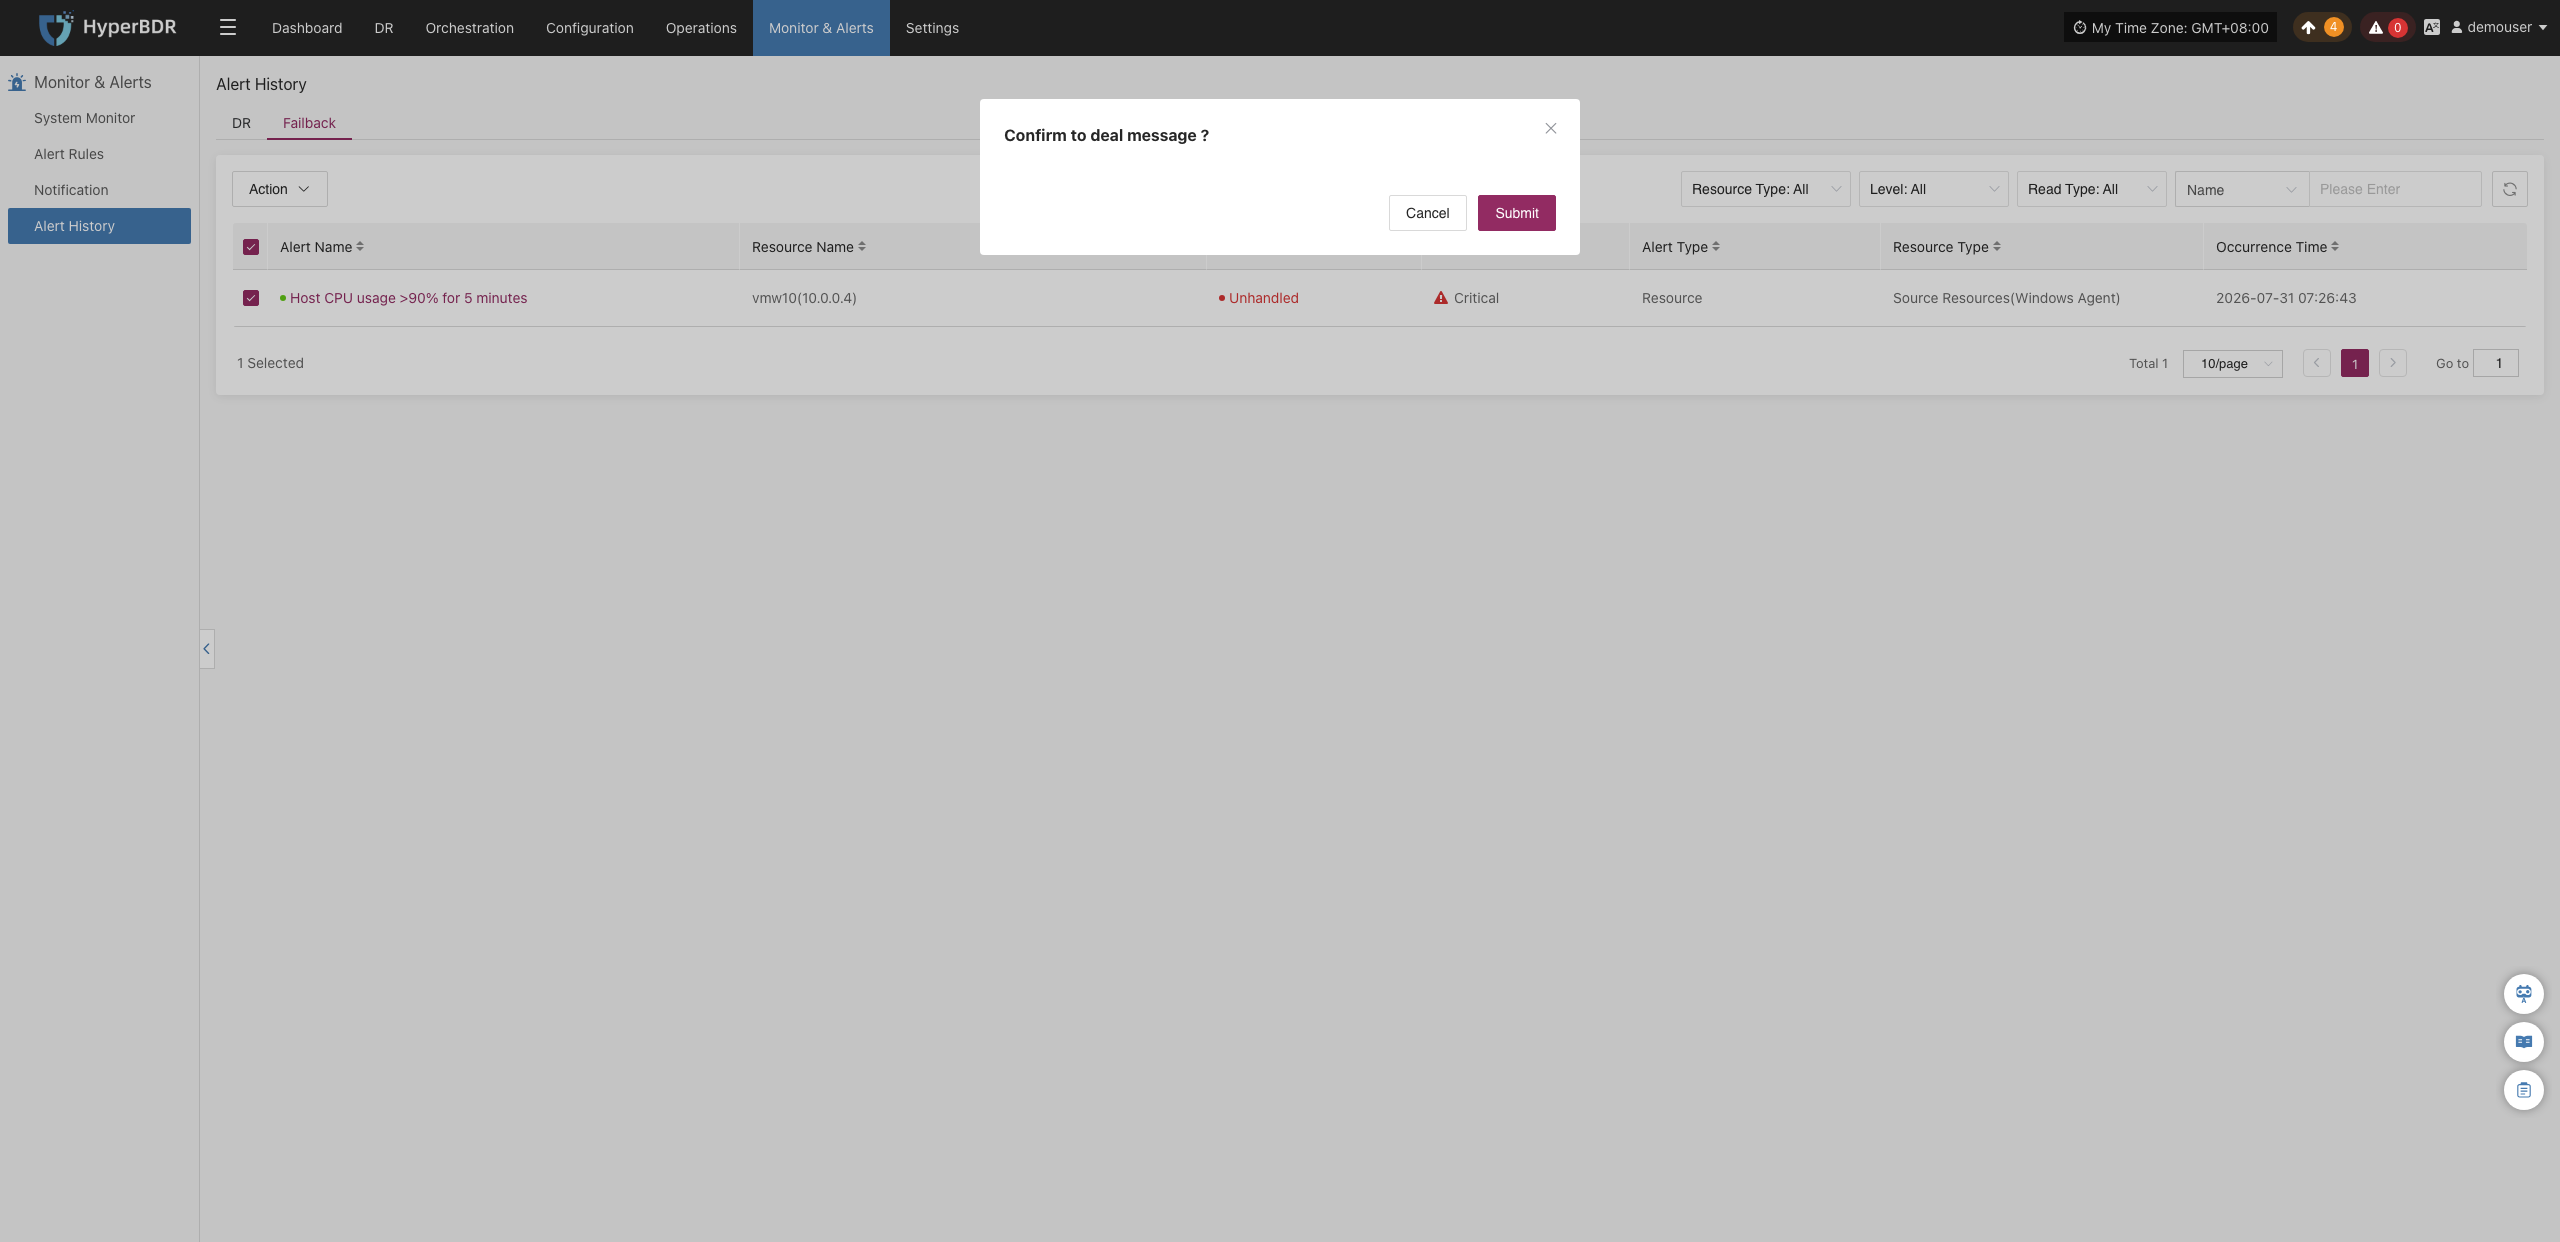 HyperBDR
Dashboard
DR
Orchestration
Configuration
Operations
Monitor & Alerts
Settings
My Time Zone: GMT+08:00
4
0
demouser
Monitor & Alerts
System Monitor
Alert Rules
Notification
Alert History
Alert History
DR
Failback
Confirm to deal message ?
Cancel
Submit
Action
Resource Type: All
Level: All
Read Type: All
Name
Please Enter
Alert Name
Resource Name
Alert Type
Resource Type
Occurrence Time
Host CPU usage >90% for 5 minutes
vmw10(10.0.0.4)
Unhandled
Critical
Resource
Source Resources(Windows Agent)
2026-07-31 07:26:43
1 Selected
Total 1
10/page
1
Go to
1